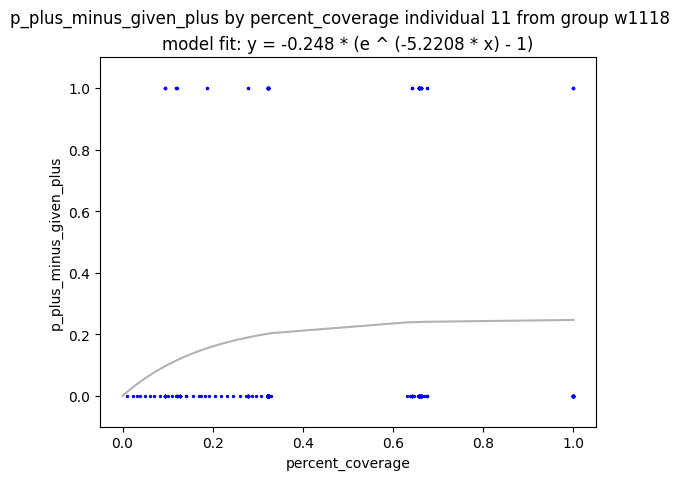 p_plus_minus_given_plus by percent_coverage individual 11 from group w1118
model fit: y = -0.248 * (e ^ (-5.2208 * x) - 1)
1.0
0.8
0.6
0.4
0.2
0.0
p_plus_minus_given_plus
0.0 0.2 0.4 0.6 0.8 1.0
percent_coverage